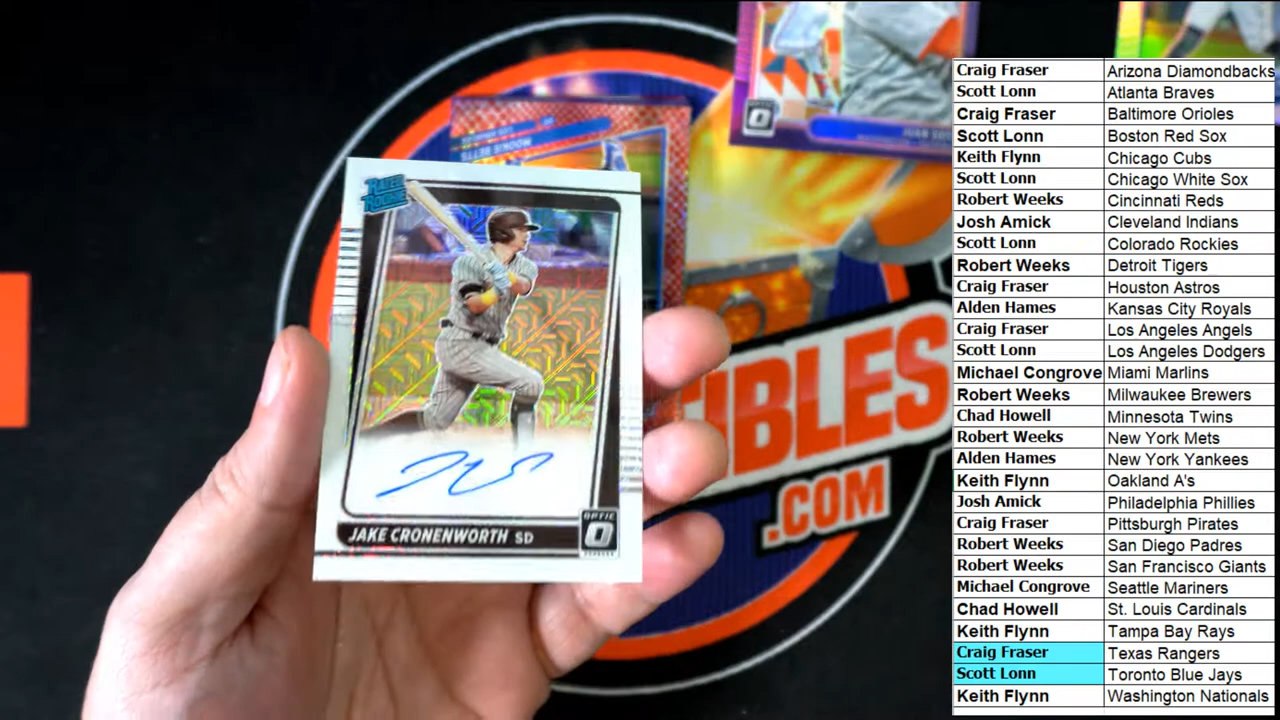 RATED
ROOKIE
JAKE CRONENWORTH SD
OPTIC
MOOKIE BETTS
OPTIC
JUAN SOTO
IBLES
.COM
Craig Fraser Arizona Diamondbacks
Scott Lonn Atlanta Braves
Craig Fraser Baltimore Orioles
Scott Lonn Boston Red Sox
Keith Flynn Chicago Cubs
Scott Lonn Chicago White Sox
Robert Weeks Cincinnati Reds
Josh Amick Cleveland Indians
Scott Lonn Colorado Rockies
Robert Weeks Detroit Tigers
Craig Fraser Houston Astros
Alden Hames Kansas City Royals
Craig Fraser Los Angeles Angels
Scott Lonn Los Angeles Dodgers
Michael Congrove Miami Marlins
Robert Weeks Milwaukee Brewers
Chad Howell Minnesota Twins
Robert Weeks New York Mets
Alden Hames New York Yankees
Keith Flynn Oakland A's
Josh Amick Philadelphia Phillies
Craig Fraser Pittsburgh Pirates
Robert Weeks San Diego Padres
Robert Weeks San Francisco Giants
Michael Congrove Seattle Mariners
Chad Howell St. Louis Cardinals
Keith Flynn Tampa Bay Rays
Craig Fraser Texas Rangers
Scott Lonn Toronto Blue Jays
Keith Flynn Washington Nationals